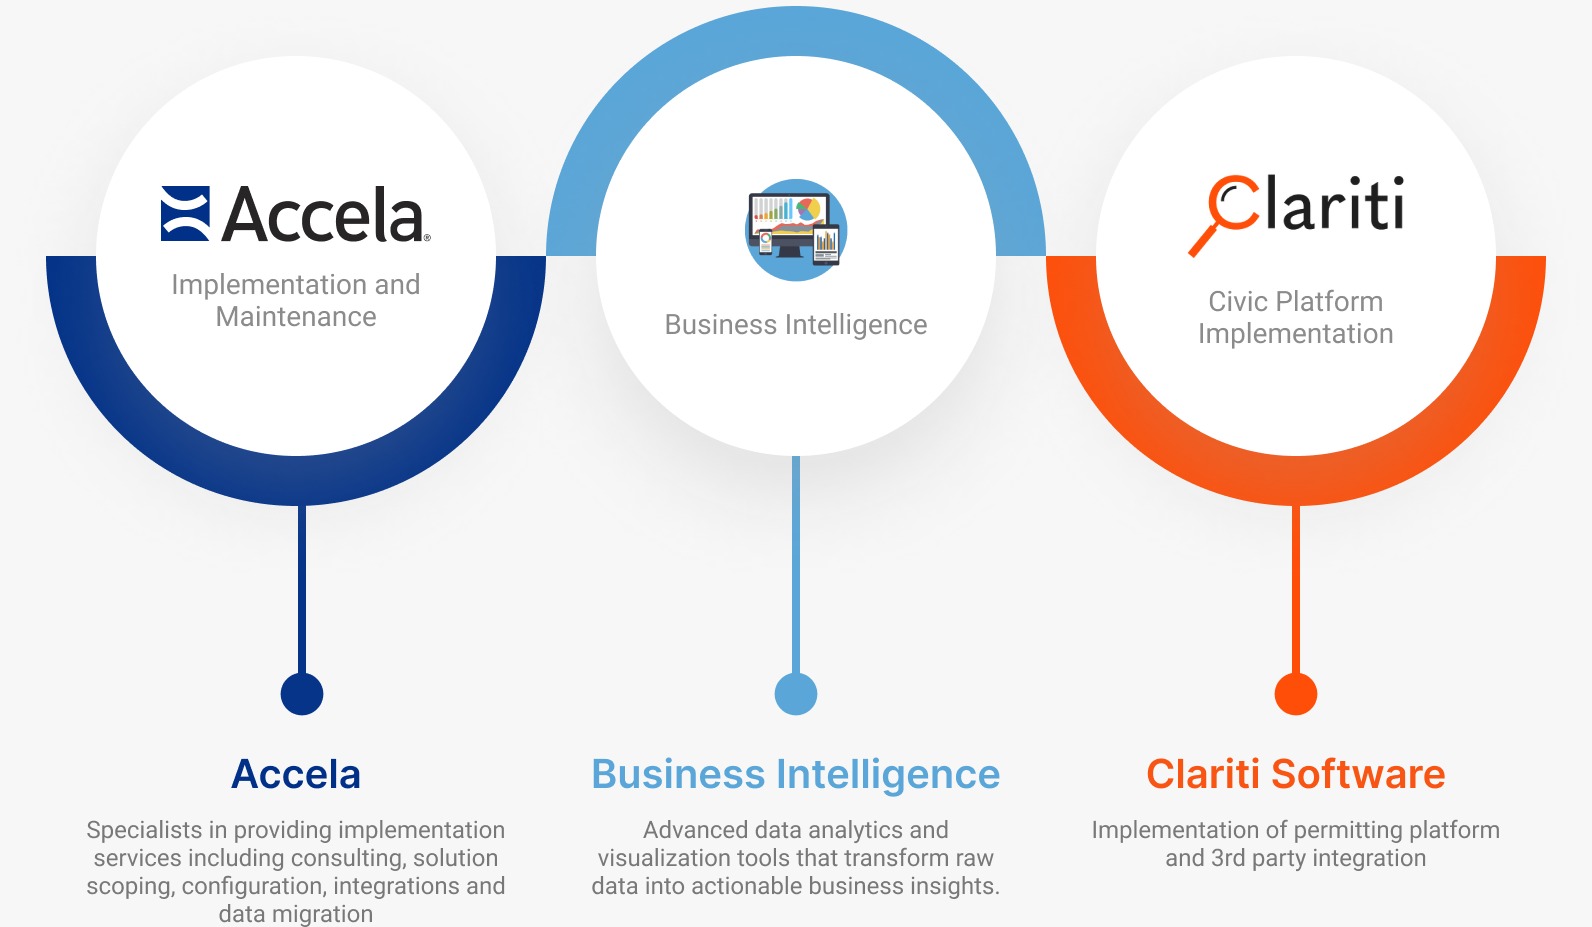 Accela®
Implementation and
Maintenance
Business Intelligence
Clariti
Civic Platform
Implementation
Accela
Specialists in providing implementation
services including consulting, solution
scoping, configuration, integrations and
data migration
Business Intelligence
Advanced data analytics and
visualization tools that transform raw
data into actionable business insights.
Clariti Software
Implementation of permitting platform
and 3rd party integration